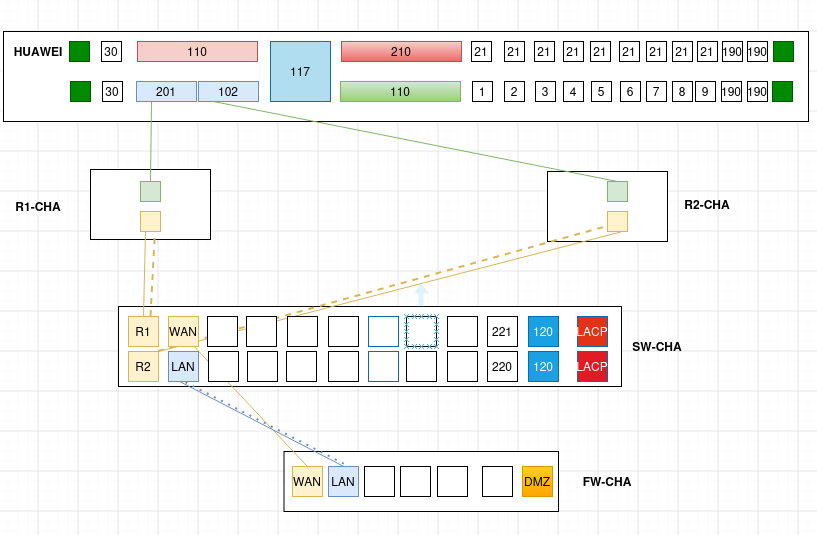 HUAWEI 30 110 117 210 21 21 21 21 21 21 21 21 21 190 190
30 201 102 110 1 2 3 4 5 6 7 8 9 190 190
R1-CHA
R2-CHA
R1 WAN 221 120 LACP
SW-CHA
R2 LAN 220 120 LACP
WAN LAN DMZ FW-CHA